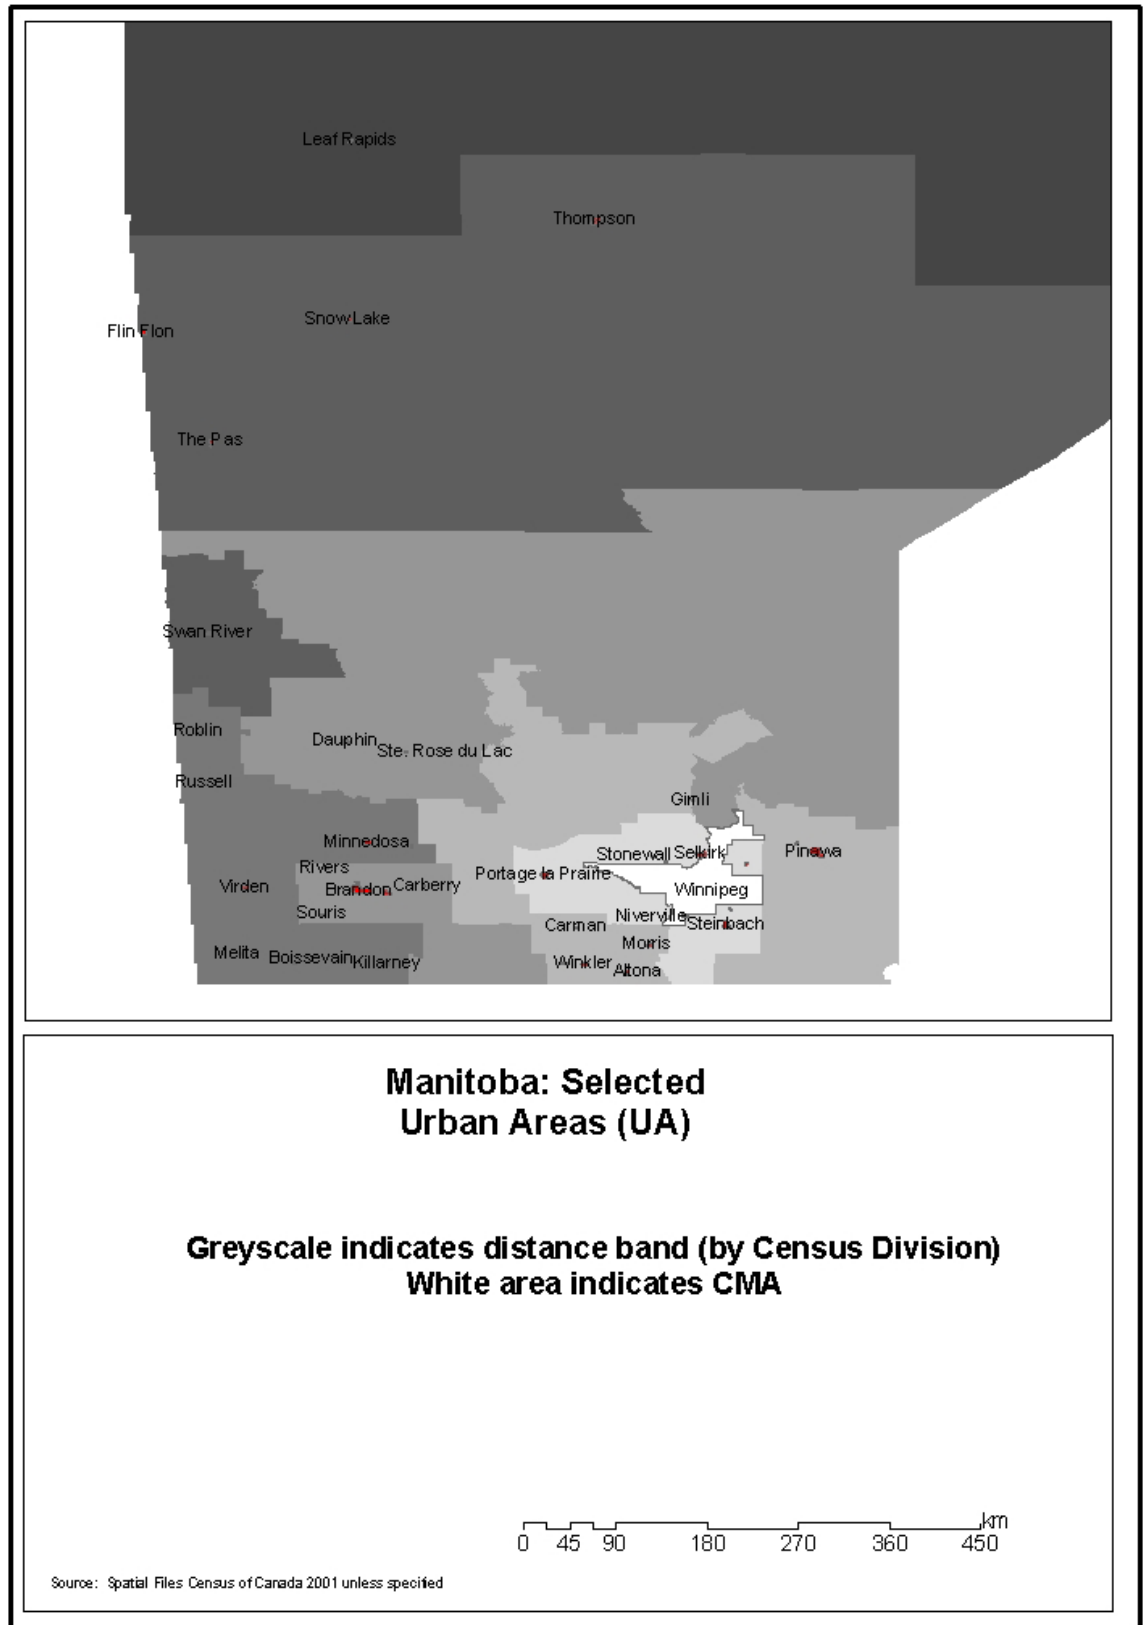 Leaf Rapids
Thompson
Snow Lake
Flin Flon
The Pas
Swan River
Roblin
Dauphin
Ste. Rose du Lac
Russell
Gimli
Minnedosa
Stonewall
Selkirk
Pinawa
Rivers
Portage la Prairie
Virden
Brandon
Carberry
Winnipeg
Souris
Niverville
Carman
Steinbach
Morris
Melita
Boissevain
Killarney
Winkler
Altona
Manitoba: Selected
Urban Areas (UA)
Greyscale indicates distance band (by Census Division)
White area indicates CMA
km
0 45 90 180 270 360 450
Source: Spatial Files Census of Canada 2001 unless specified